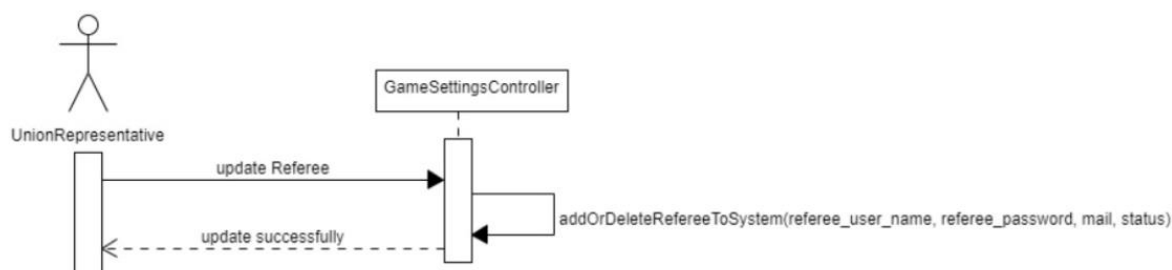 GameSettingsController
UnionRepresentative
update Referee
addOrDeleteRefereeToSystem(referee_user_name, referee_password, mail, status)
update successfully